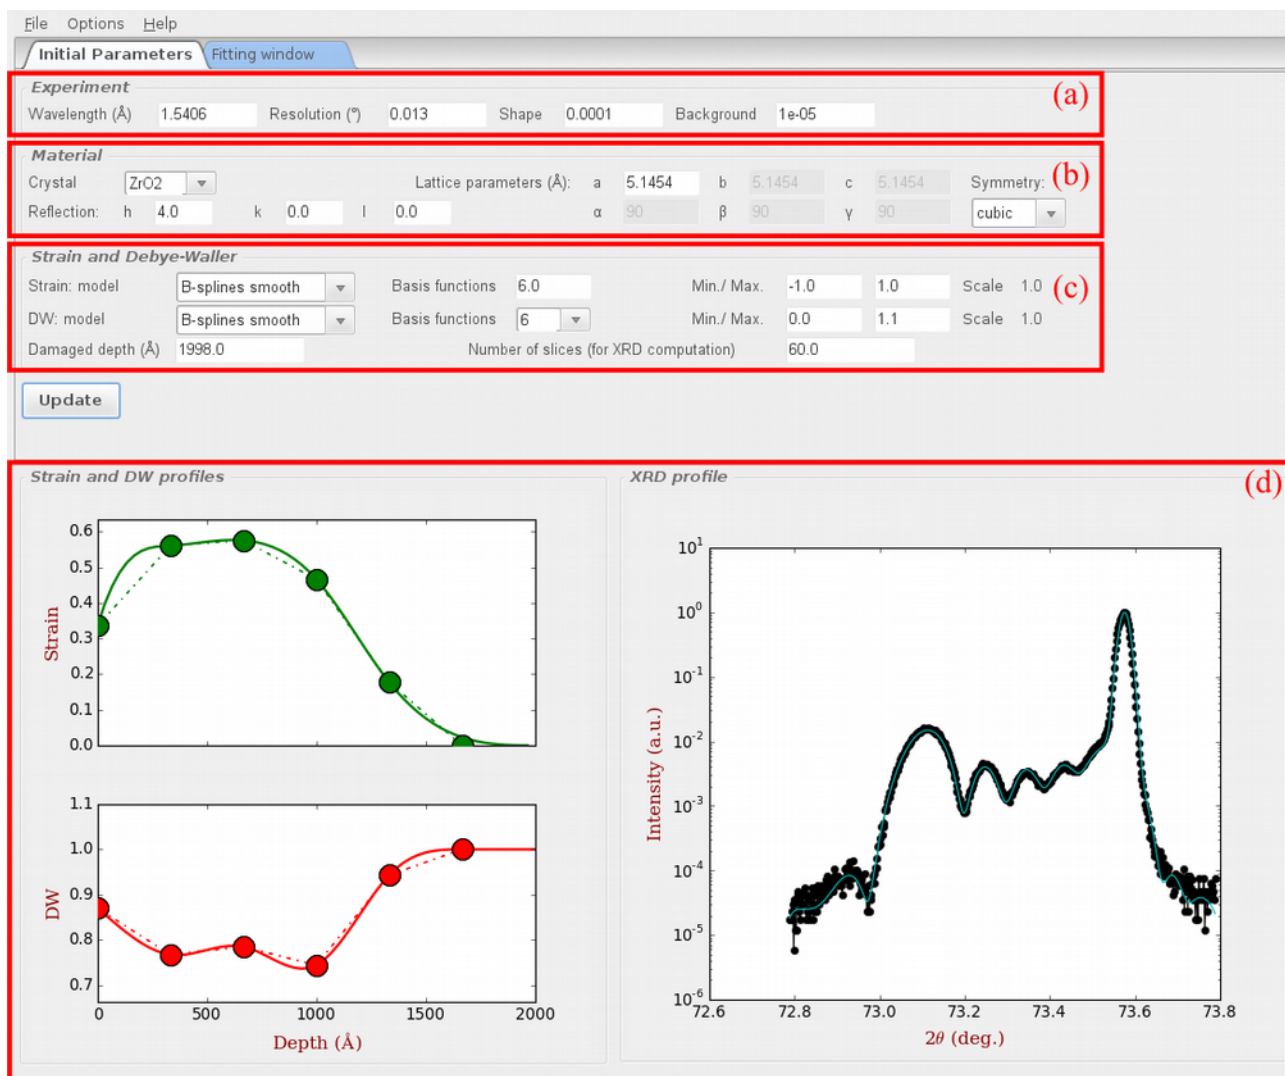 File Options Help
Initial Parameters Fitting window
Experiment (a)
Wavelength (Å) 1.5406 Resolution (°) 0.013 Shape 0.0001 Background 1e-05
Material (b)
Crystal ZrO2 Lattice parameters (Å): a 5.1454 b 5.1454 c 5.1454 Symmetry:
Reflection: h 4.0 k 0.0 l 0.0 α 90 β 90 γ 90 cubic
Strain and Debye-Waller (c)
Strain: model B-splines smooth Basis functions 6.0 Min./ Max. -1.0 1.0 Scale 1.0
DW: model B-splines smooth Basis functions 6 Min./ Max. 0.0 1.1 Scale 1.0
Damaged depth (Å) 1998.0 Number of slices (for XRD computation) 60.0
Update
Strain and DW profiles
0.6
0.5
0.4
0.3
0.2
0.1
0.0
Strain
1.1
1.0
0.9
0.8
0.7
DW
0 500 1000 1500 2000
Depth (Å)
XRD profile (d)
10^1
10^0
10^-1
10^-2
10^-3
10^-4
10^-5
10^-6
Intensity (a.u.)
72.6 72.8 73.0 73.2 73.4 73.6 73.8
2θ (deg.)